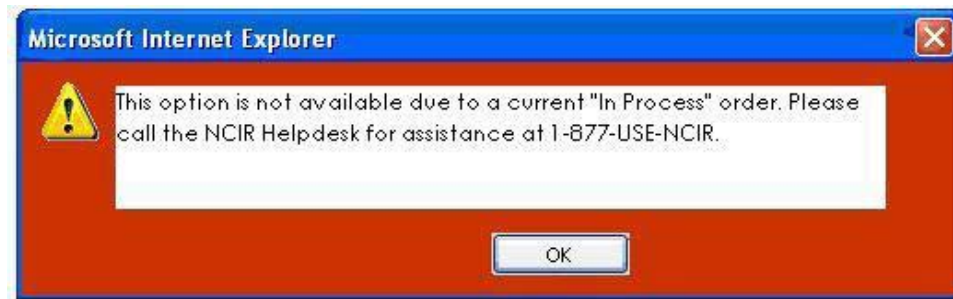 Microsoft Internet Explorer
This option is not available due to a current "In Process" order. Please
call the NCIR Helpdesk for assistance at 1-877-USE-NCIR.
OK